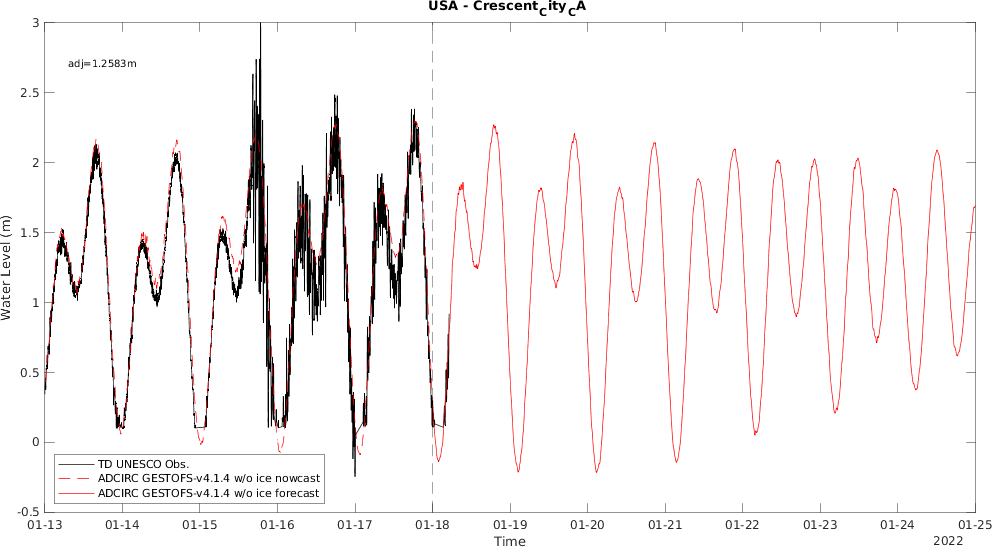 USA - Crescent_City_CA
adj=1.2583m
3
2.5
2
1.5
1
0.5
0
-0.5
Water Level (m)
TD UNESCO Obs.
ADCIRC GESTOFS-v4.1.4 w/o ice nowcast
ADCIRC GESTOFS-v4.1.4 w/o ice forecast
01-13 01-14 01-15 01-16 01-17 01-18 01-19 01-20 01-21 01-22 01-23 01-24 01-25
Time
2022